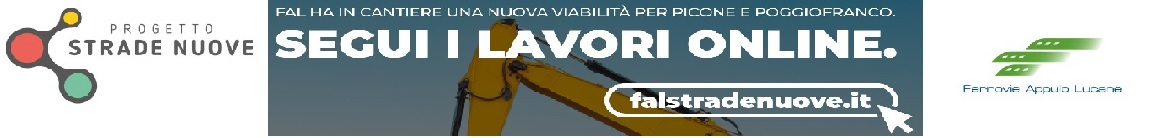 PROGETTO
STRADE NUOVE
FAL HA IN CANTIERE UNA NUOVA VIABILITÀ PER PICONE E POGGIOFRANCO.
SEGUI I LAVORI ONLINE.
falstradenuove.it
Ferrovie Appulo Lucane